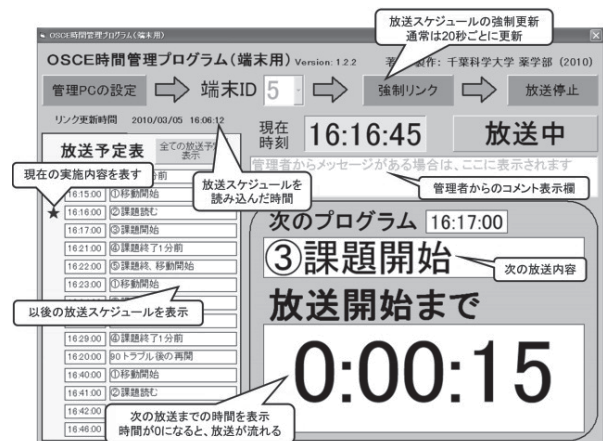 OSCE時間管理プログラム(端末用)
放送スケジュールの強制更新
通常は20秒ごとに更新
OSCE時間管理プログラム(端末用) Version: 1.2.2
製作: 千葉科学大学 薬学部 (2010)
管理PCの設定
端末ID
5
強制リンク
放送停止
リンク更新時間 2010/03/05 16:06:12
現在
時刻
16:16:45
放送中
放送予定表
全ての放送予定
表示
管理者からメッセージがある場合は、ここに表示されます
現在の実施内容を表す
前
放送スケジュールを
読み込んだ時間
管理者からのコメント表示欄
16:15:00 ①移動開始
★ 16:16:00 ②課題読む
16:17:00 ③課題開始
16:21:00 ④課題終了1分前
16:22:00 ⑤課題終、移動開始
16:23:00 ①移動開始
次のプログラム 16:17:00
③課題開始
次の放送内容
以後の放送スケジュールを表示
放送開始まで
16:29:00 ④課題終了1分前
16:20:00 90トラブル後の再開
16:40:00 ①移動開始
16:41:00 ②課題読む
16:42:00
16:46:00
0:00:15
次の放送までの時間を表示
時間が0になると、放送が流れる